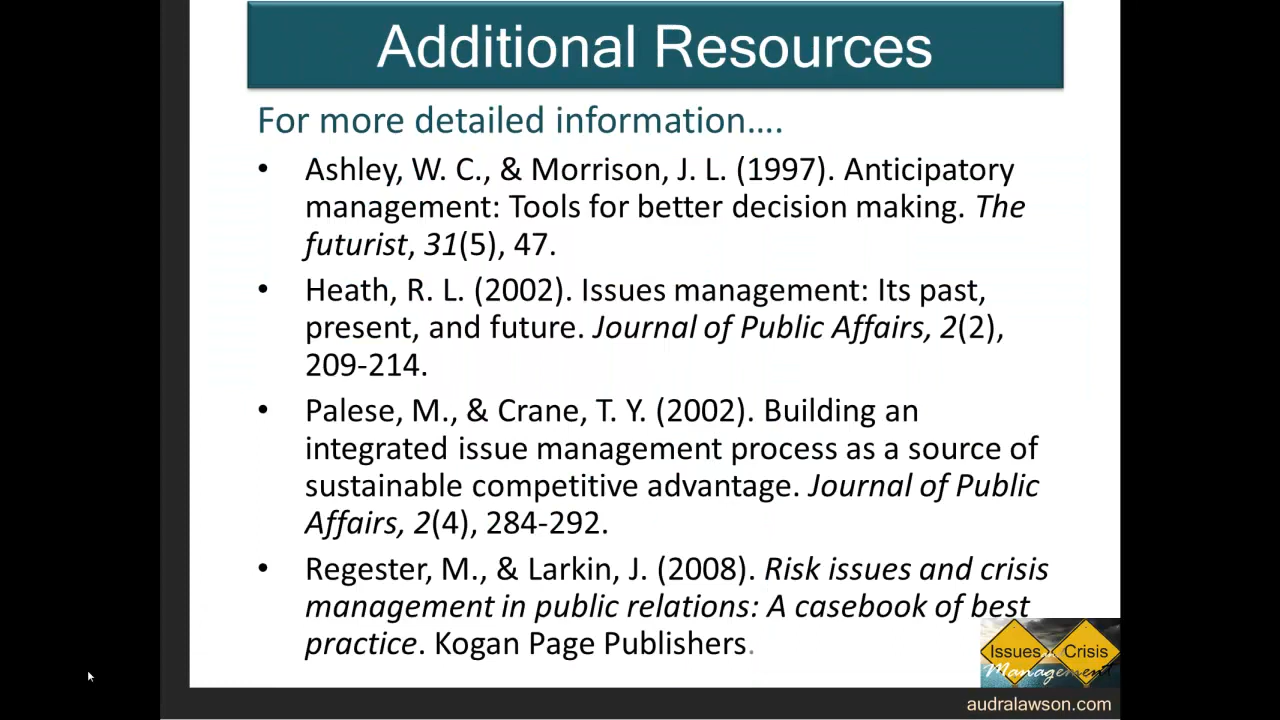 Additional Resources
For more detailed information....
• Ashley, W. C., & Morrison, J. L. (1997). Anticipatory
management: Tools for better decision making. The
futurist, 31(5), 47.
• Heath, R. L. (2002). Issues management: Its past,
present, and future. Journal of Public Affairs, 2(2),
209-214.
• Palese, M., & Crane, T. Y. (2002). Building an
integrated issue management process as a source of
sustainable competitive advantage. Journal of Public
Affairs, 2(4), 284-292.
• Regester, M., & Larkin, J. (2008). Risk issues and crisis
management in public relations: A casebook of best
practice. Kogan Page Publishers.
Issues Crisis
Management
audralawson.com